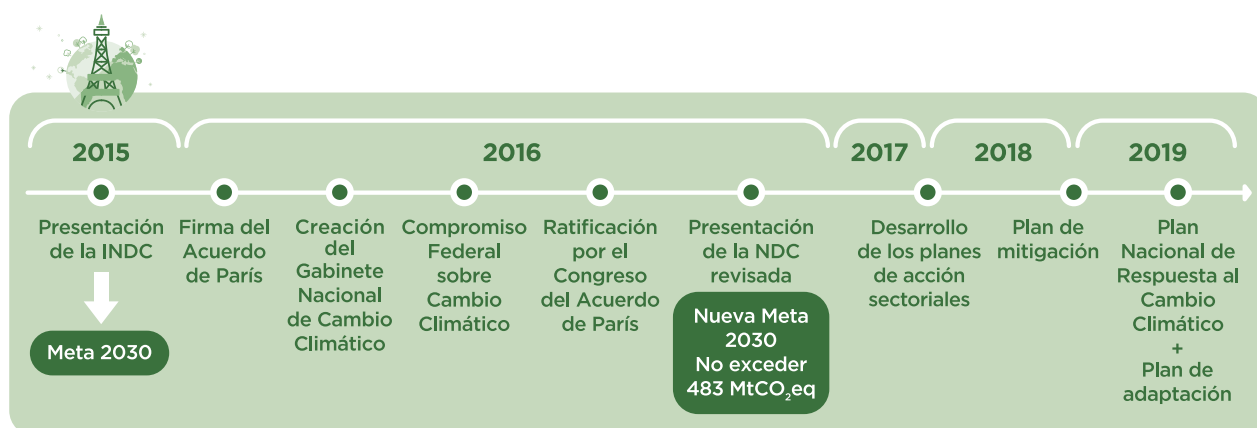 2015
2016
2017
2018
2019
Presentación
de la INDC
Meta 2030
Firma del
Acuerdo
de París
Creación
del
Gabinete
Nacional
de Cambio
Climático
Compromiso
Federal
sobre
Cambio
Climático
Ratificación
por el
Congreso
del Acuerdo
de París
Presentación
de la NDC
revisada
Nueva Meta
2030
No exceder
483 MtCO₂eq
Desarrollo
de los planes
de acción
sectoriales
Plan de
mitigación
Plan
Nacional de
Respuesta al
Cambio
Climático
+
Plan de
adaptación